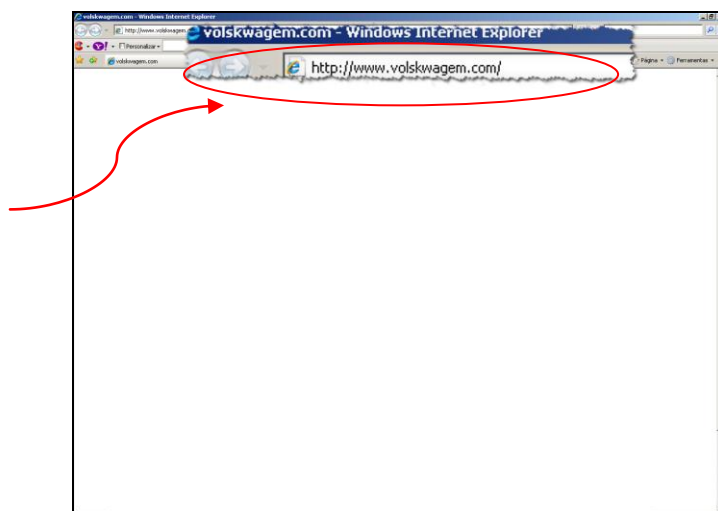 volskwagem.com - Windows Internet Explorer
volskwagem.com - Windows Internet Explorer
http://www.volskwagem
http://www.volskwagem.com/
Personalizar
volskwagem.com
Página
Ferramentas